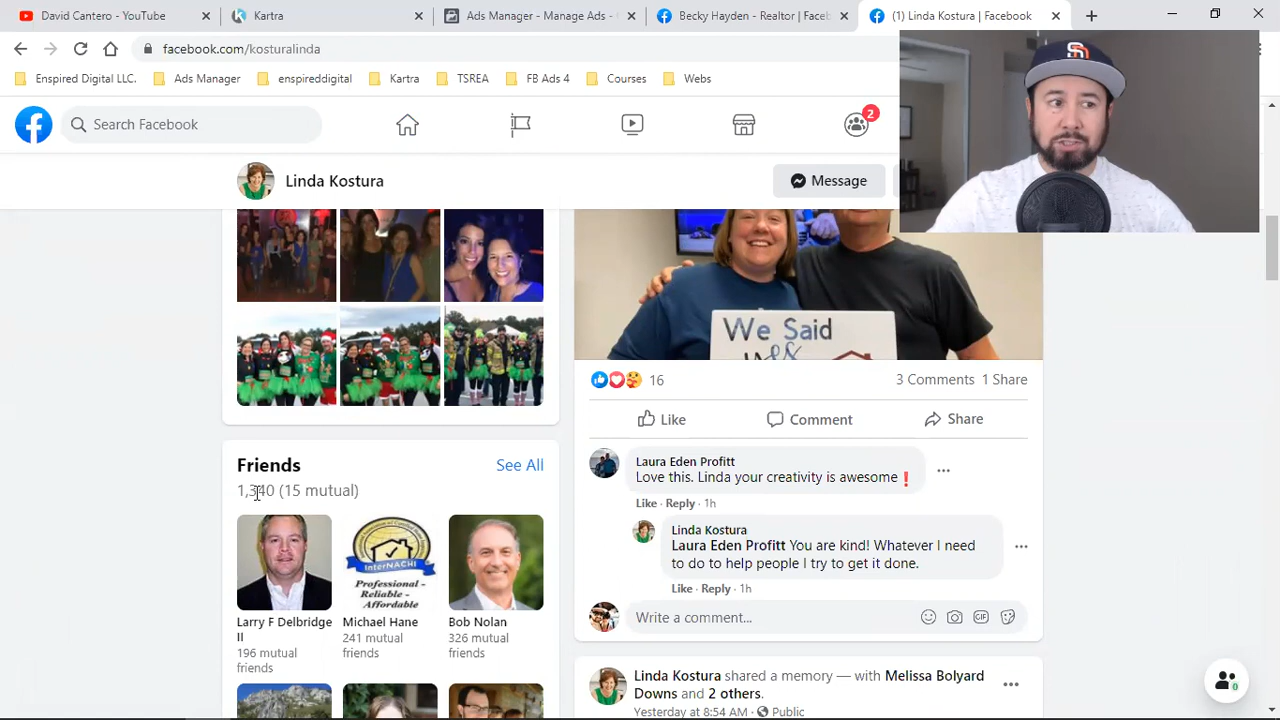 David Cantero - YouTube
Kartra
Ads Manager - Manage Ads -
Becky Hayden - Realtor | Faceb
(1) Linda Kostura | Facebook
facebook.com/kosturalinda
Enspired Digital LLC.
Ads Manager
enspireddigital
Kartra
TSREA
FB Ads 4
Courses
Webs
Search Facebook
2
Linda Kostura
Message
We Said
16
3 Comments 1 Share
Like
Comment
Share
Friends
See All
1,340 (15 mutual)
Laura Eden Profitt
Love this. Linda your creativity is awesome❗
Like · Reply · 1h
Linda Kostura
Laura Eden Profitt You are kind! Whatever I need
to do to help people I try to get it done.
Like · Reply · 1h
Write a comment...
GIF
InterNACHI
Professional -
Reliable -
Affordable
Larry F Delbridge
II
196 mutual
friends
Michael Hane
241 mutual
friends
Bob Nolan
326 mutual
friends
Linda Kostura shared a memory — with Melissa Bolyard
Downs and 2 others.
Yesterday at 8:54 AM · Public
0